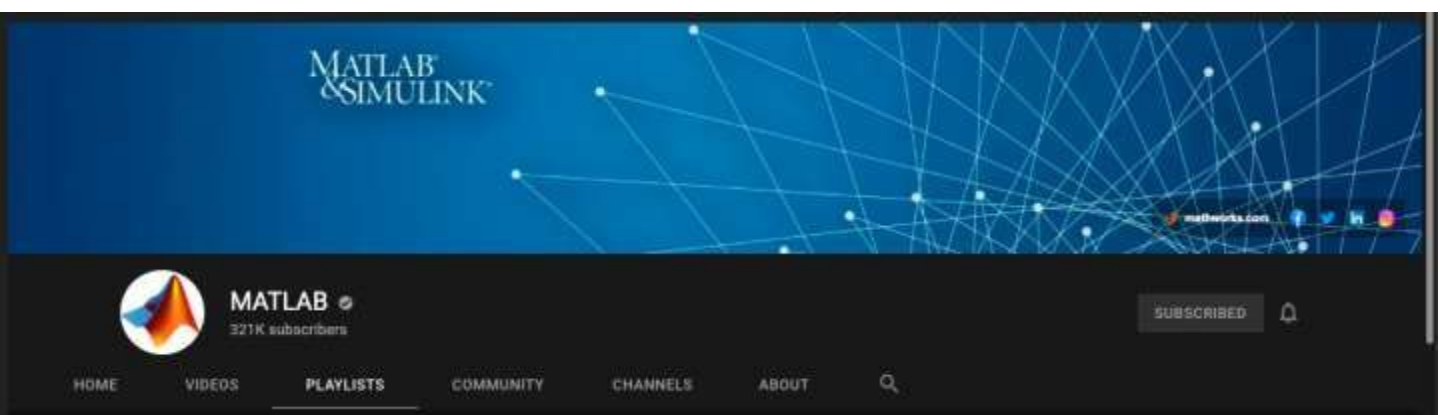 MATLAB®
&SIMULINK®
mathworks.com
MATLAB
321K subscribers
SUBSCRIBED
HOME VIDEOS PLAYLISTS COMMUNITY CHANNELS ABOUT